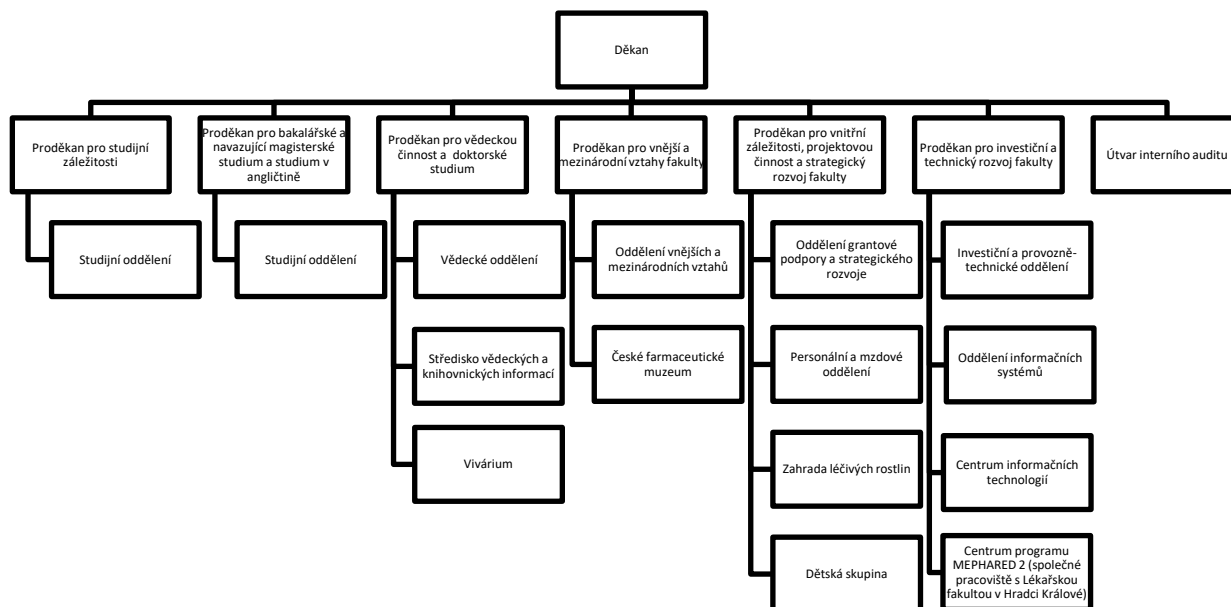 Děkan
Proděkan pro studijní
záležitosti
Proděkan pro bakalářské a
navazující magisterské
studium a studium v
angličtině
Proděkan pro vědeckou
činnost a doktorské
studium
Proděkan pro vnější a
mezinárodní vztahy fakulty
Proděkan pro vnitřní
záležitosti, projektovou
činnost a strategický
rozvoj fakulty
Proděkan pro investiční a
technický rozvoj fakulty
Útvar interního auditu
Studijní oddělení
Studijní oddělení
Vědecké oddělení
Oddělení vnějších a
mezinárodních vztahů
Oddělení grantové
podpory a strategického
rozvoje
Investiční a provozně-
technické oddělení
Středisko vědeckých a
knihovnických informací
České farmaceutické
muzeum
Personální a mzdové
oddělení
Oddělení informačních
systémů
Vivárium
Zahrada léčivých rostlin
Centrum informačních
technologií
Dětská skupina
Centrum programu
MEPHARED 2 (společné
pracoviště s Lékařskou
fakultou v Hradci Králové)